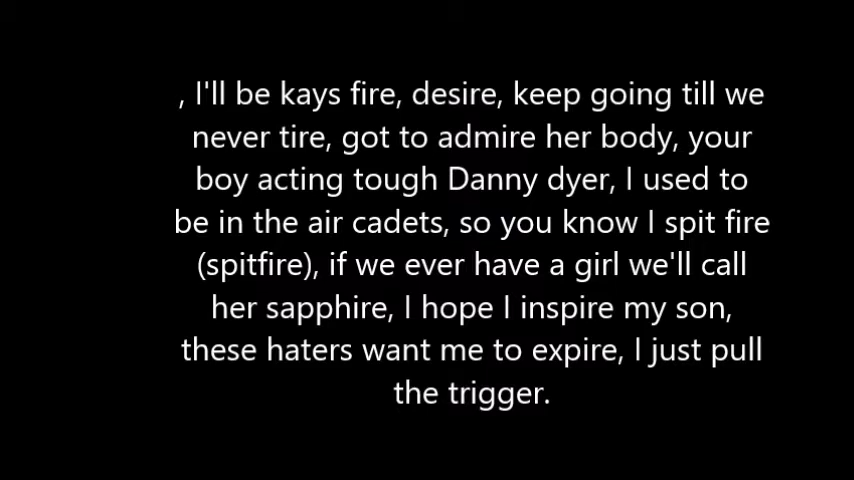 , I'll be kays fire, desire, keep going till we
never tire, got to admire her body, your
boy acting tough Danny dyer, I used to
be in the air cadets, so you know I spit fire
(spitfire), if we ever have a girl we'll call
her sapphire, I hope I inspire my son,
these haters want me to expire, I just pull
the trigger.